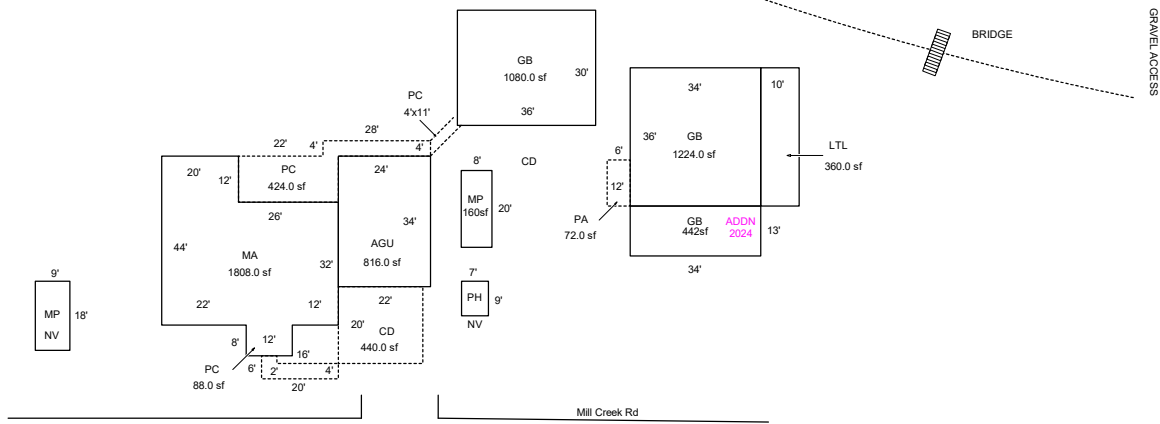 GRAVEL ACCESS
BRIDGE
GB
1080.0 sf
30'
36'
PC
4'x11'
28'
22'
4'
4'
34'
10'
36'
GB
1224.0 sf
LTL
360.0 sf
6'
12'
PA
72.0 sf
GB
442sf
ADDN
2024
13'
34'
20'
12'
PC
424.0 sf
24'
26'
34'
AGU
816.0 sf
8'
CD
MP
160sf
20'
44'
MA
1808.0 sf
32'
22'
12'
9'
MP
18'
NV
7'
PH
9'
NV
22'
20'
CD
440.0 sf
8'
12'
16'
PC
88.0 sf
6'
2'
4'
20'
Mill Creek Rd